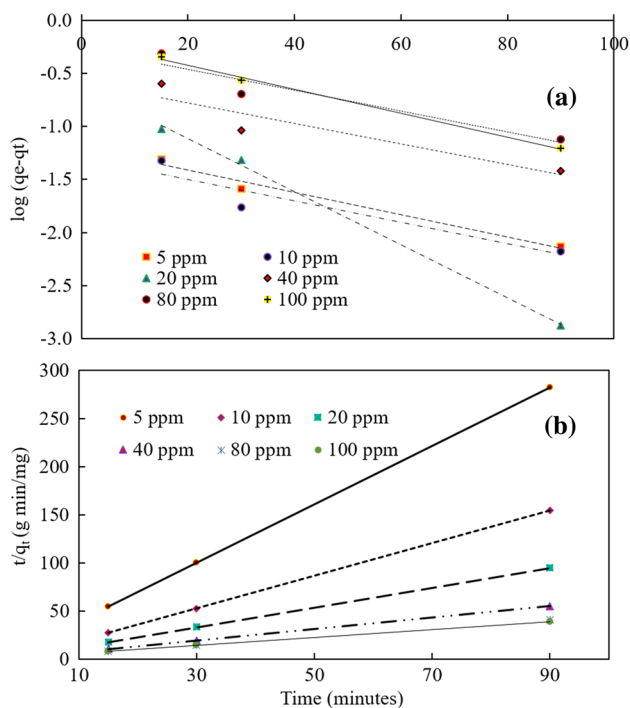 0.0
0 20 40 60 80 100
-0.5
(a)
-1.0
log (qe-qt)
-1.5
-2.0
5 ppm 10 ppm
20 ppm 40 ppm
-2.5
80 ppm 100 ppm
-3.0
300
5 ppm 10 ppm 20 ppm
(b)
250
40 ppm 80 ppm 100 ppm
200
t/qt (g min/mg)
150
100
50
0
10 30 50 70 90
Time (minutes)